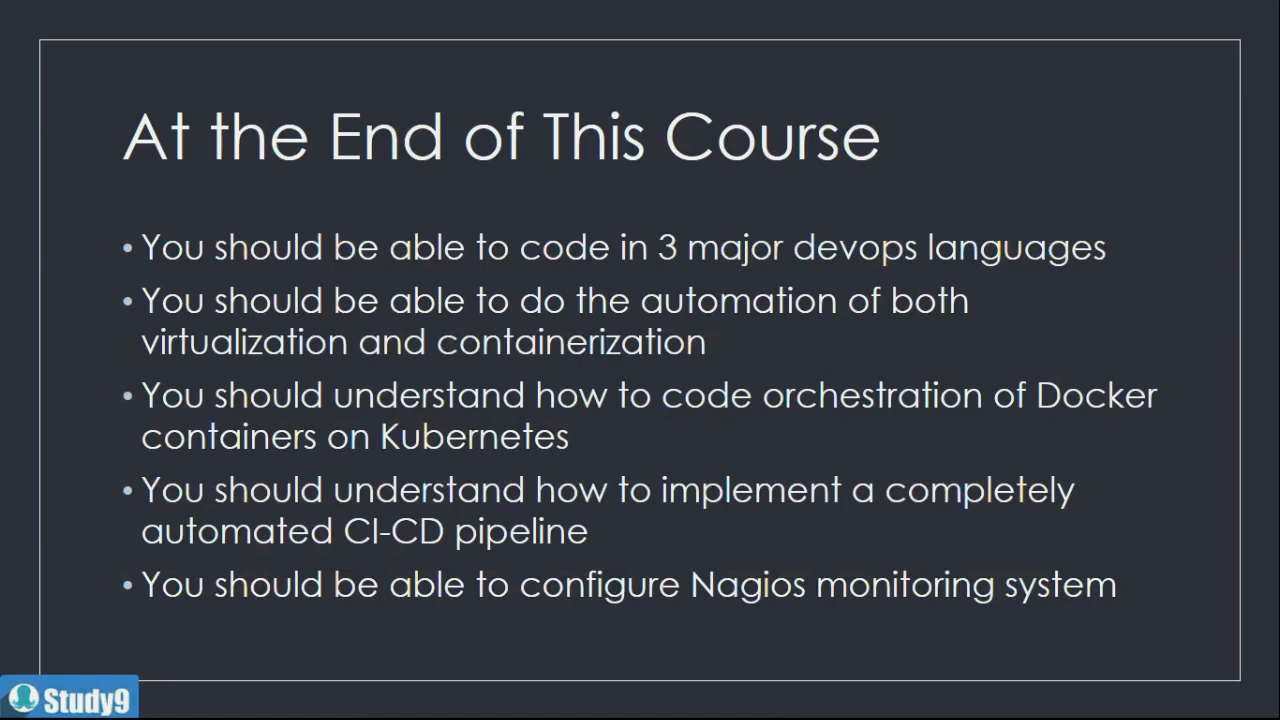 At the End of This Course
• You should be able to code in 3 major devops languages
• You should be able to do the automation of both
virtualization and containerization
• You should understand how to code orchestration of Docker
containers on Kubernetes
• You should understand how to implement a completely
automated CI-CD pipeline
• You should be able to configure Nagios monitoring system
Study9